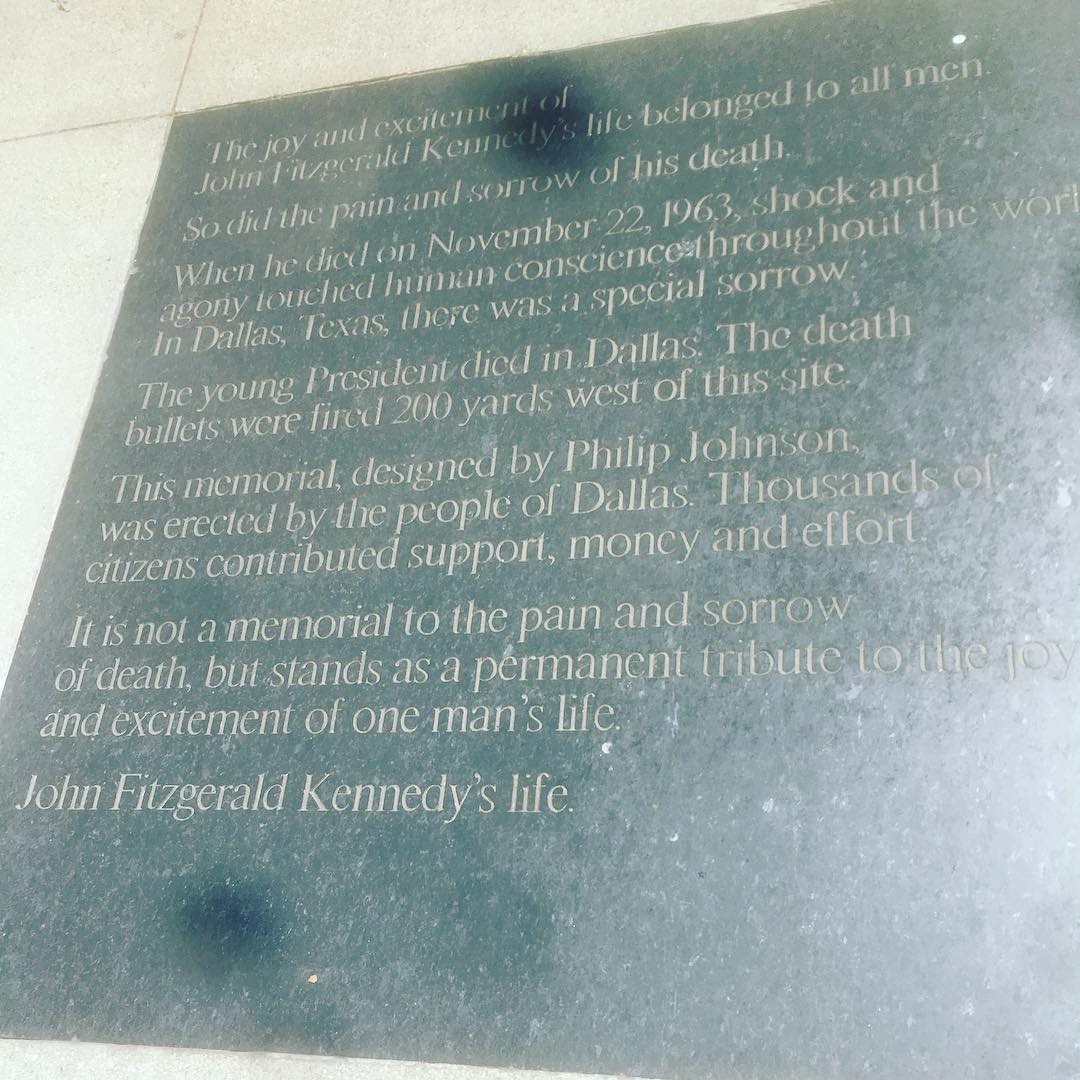 The joy and excitement of
John Fitzgerald Kennedy's life belonged to all men.
So did the pain and sorrow of his death.
When he died on November 22, 1963, shock and
agony touched human conscience throughout the worl
In Dallas, Texas, there was a special sorrow.
The young President died in Dallas. The death
bullets were fired 200 yards west of this site.
This memorial, designed by Philip Johnson,
was erected by the people of Dallas. Thousands of
citizens contributed support, money and effort.
It is not a memorial to the pain and sorrow
of death, but stands as a permanent tribute to the joy
and excitement of one man's life.
John Fitzgerald Kennedy's life.